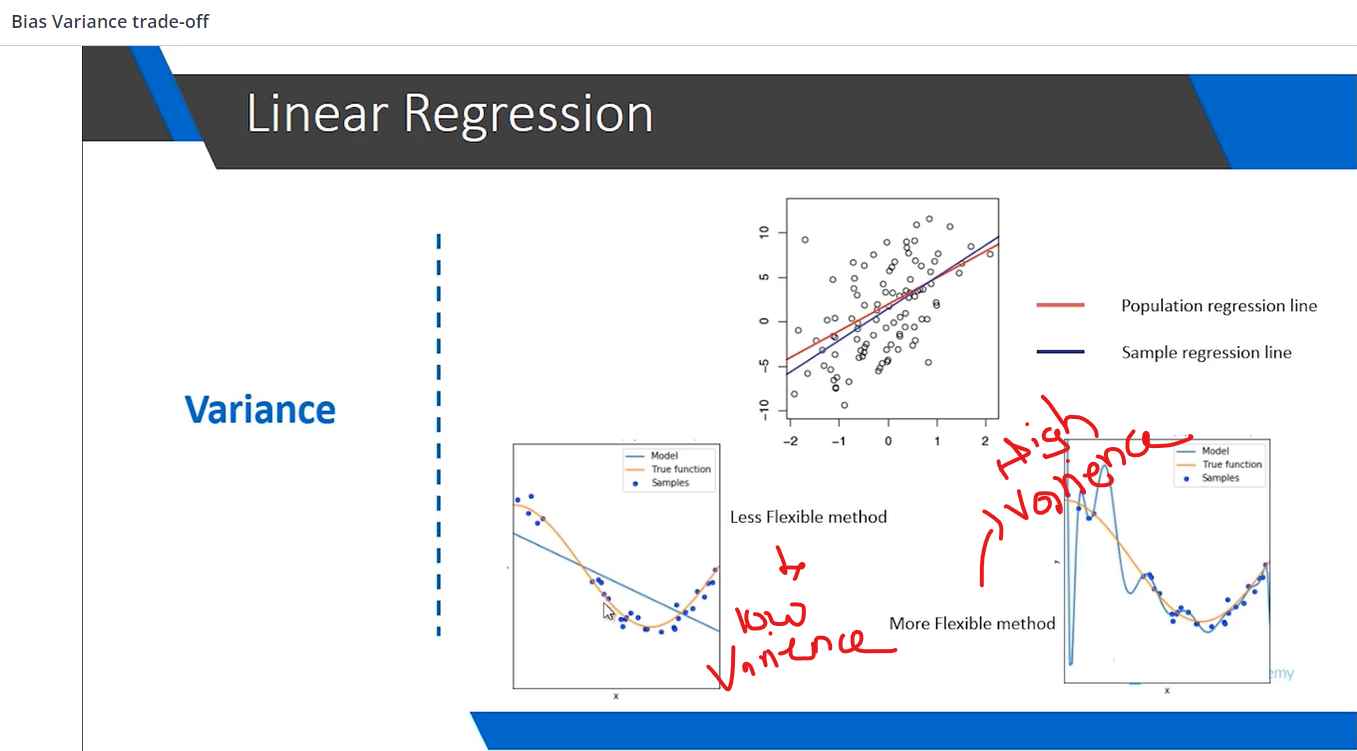 Bias Variance trade-off
Linear Regression
10
5
0
-5
-10
-2 -1 0 1 2
Population regression line
Sample regression line
Variance
High
Varience
Model
True function
Samples
Less Flexible method
low
Varience
x
Model
True function
Samples
More Flexible method
y
x
emy